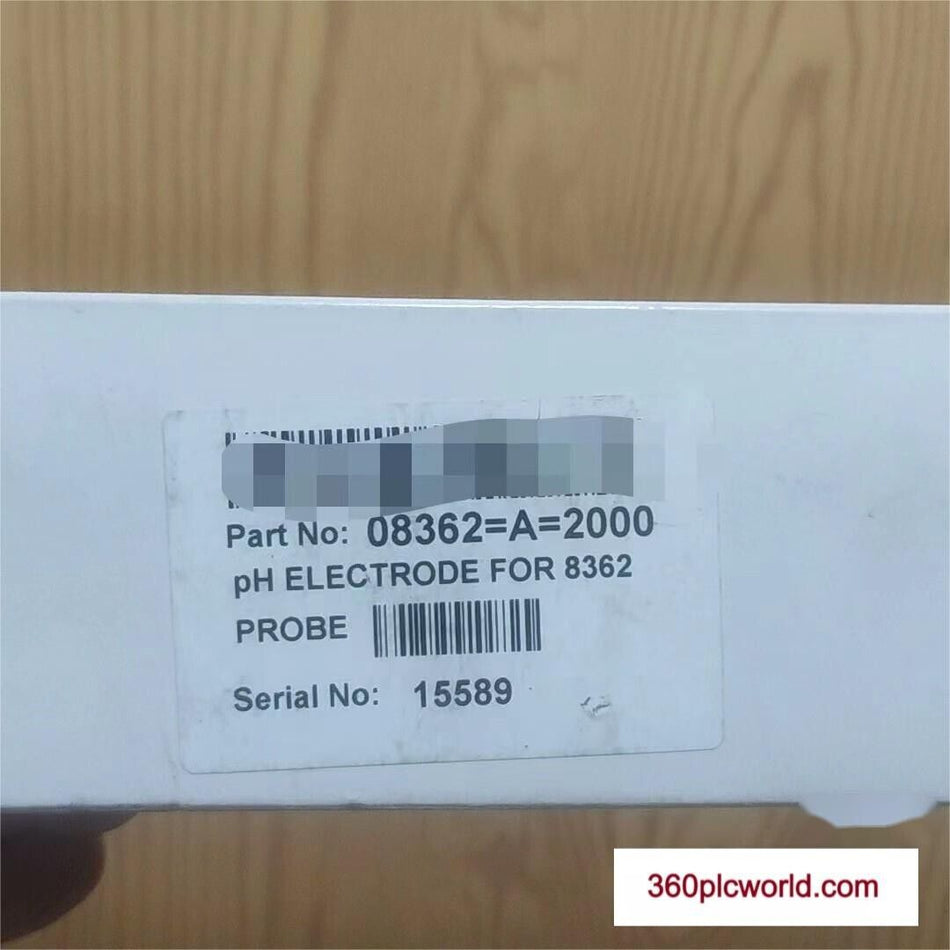 Part No: 08362=A=2000
pH ELECTRODE FOR 8362
PROBE
Serial No: 15589
360plcworld.com